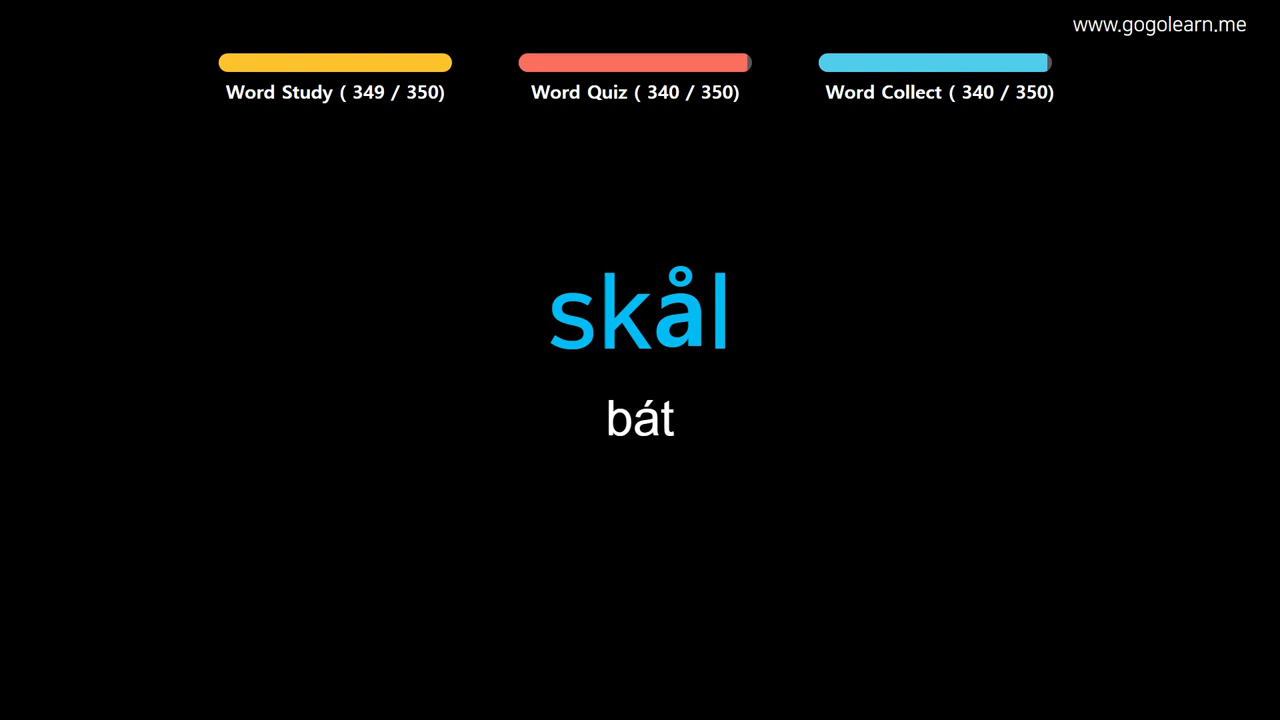 www.gogolearn.me
Word Study ( 349 / 350)
Word Quiz ( 340 / 350)
Word Collect ( 340 / 350)
skål
bát